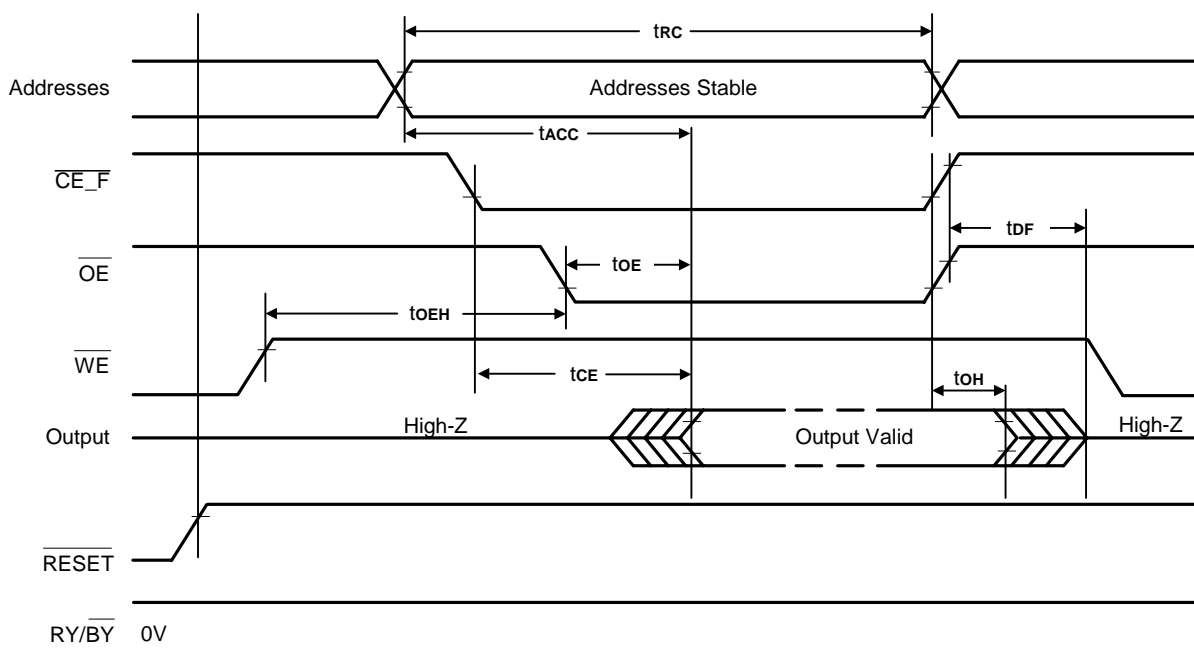 tRC
Addresses
Addresses Stable
tACC
CE_F
tDF
OE
tOE
tOEH
WE
tCE
tOH
Output
High-Z
Output Valid
High-Z
RESET
RY/BY 0V